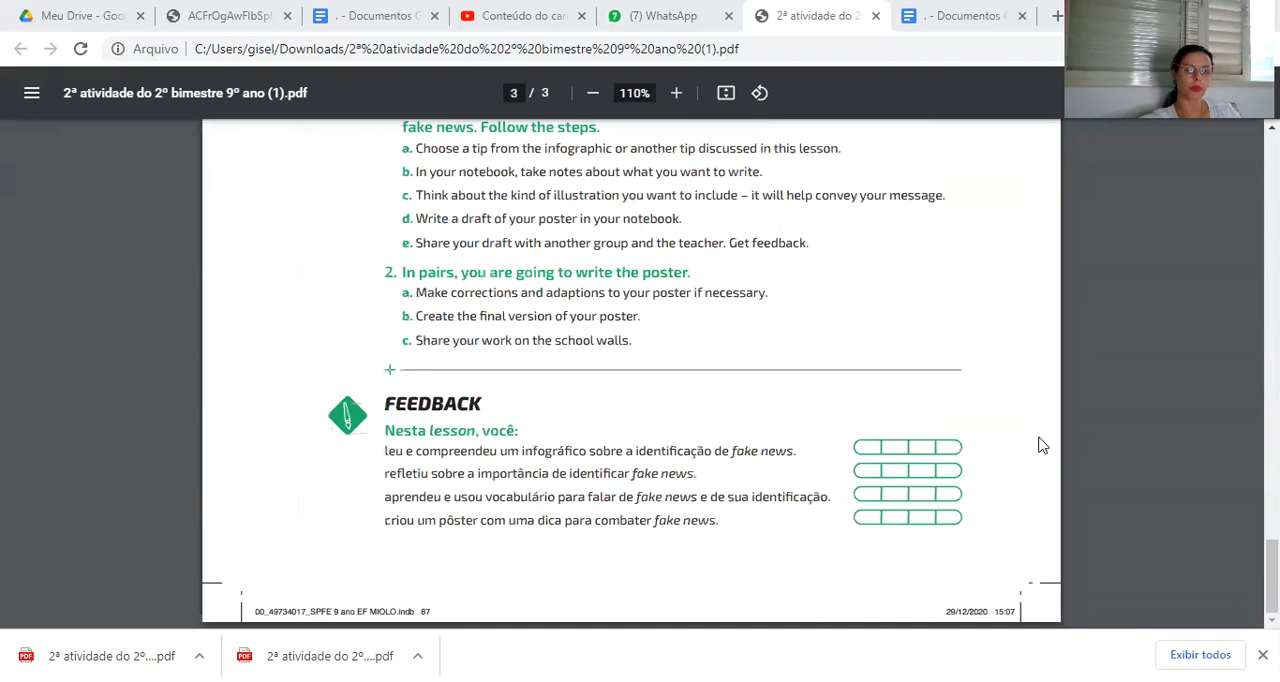 Meu Drive - Goo
ACFrOgAwFIbSpl
. - Documentos G
Conteúdo do car
(7) WhatsApp
2ª atividade do 2
. - Documentos G
Arquivo
C:/Users/gisel/Downloads/2ª%20atividade%20do%202º%20bimestre%209º%20ano%20(1).pdf
2ª atividade do 2º bimestre 9º ano (1).pdf
3 / 3
110%
fake news. Follow the steps.
a. Choose a tip from the infographic or another tip discussed in this lesson.
b. In your notebook, take notes about what you want to write.
c. Think about the kind of illustration you want to include – it will help convey your message.
d. Write a draft of your poster in your notebook.
e. Share your draft with another group and the teacher. Get feedback.
2. In pairs, you are going to write the poster.
a. Make corrections and adaptions to your poster if necessary.
b. Create the final version of your poster.
c. Share your work on the school walls.
FEEDBACK
Nesta lesson, você:
leu e compreendeu um infográfico sobre a identificação de fake news.
refletiu sobre a importância de identificar fake news.
aprendeu e usou vocabulário para falar de fake news e de sua identificação.
criou um pôster com uma dica para combater fake news.
00_49734017_SPFE 9 ano EF MIOLO.indb 87
29/12/2020 15:07
2ª atividade do 2º....pdf
2ª atividade do 2º....pdf
Exibir todos